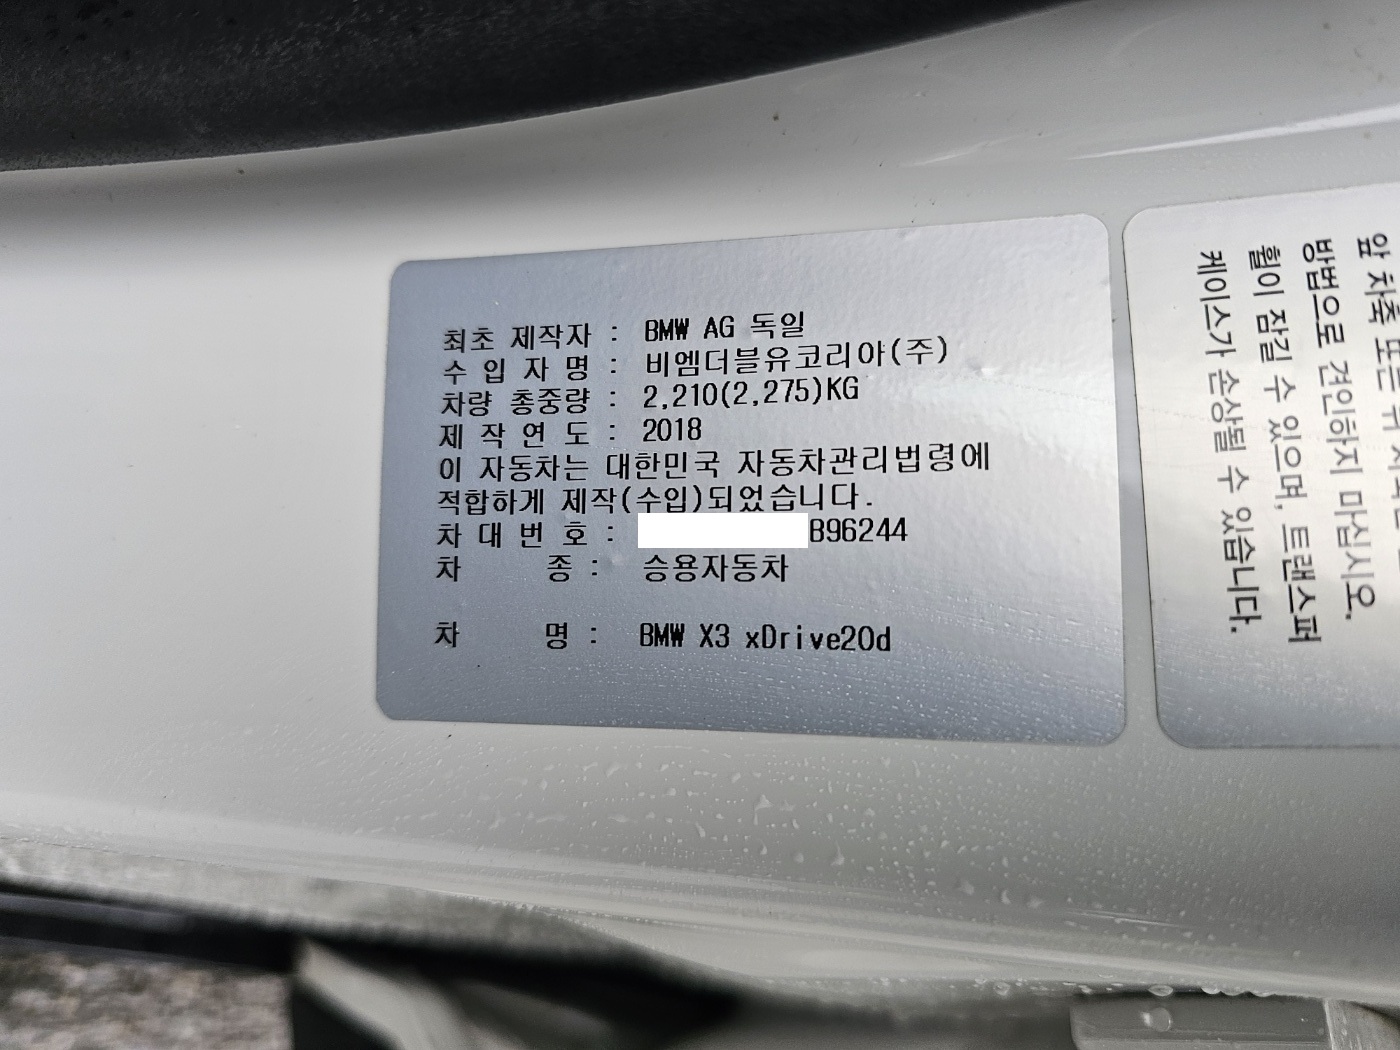 최초 제작자 : BMW AG 독일
수 입 자 명 : 비엠더블유코리아(주)
차량 총중량 : 2,210(2,275)KG
제 작 연 도 : 2018
이 자동차는 대한민국 자동차관리법령에
적합하게 제작(수입)되었습니다.
차 대 번 호 : B96244
차 종 : 승용자동차
차 명 : BMW X3 xDrive20d
앞 차축 또는
방법으로 견인하지 마십시오.
휠이 잠길 수 있으며, 트랜스퍼
케이스가 손상될 수 있습니다.